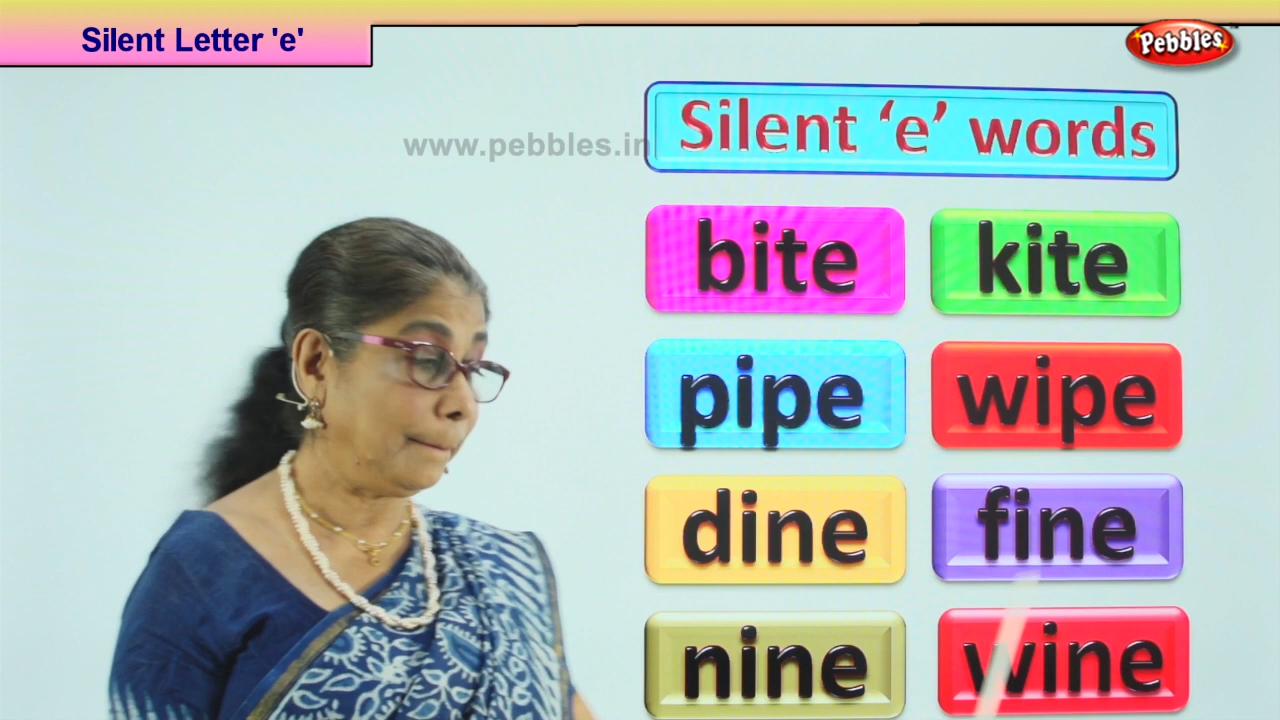 Silent Letter 'e'
Pebbles
www.pebbles.in
Silent ‘e’ words
bite kite
pipe wipe
dine fine
nine wine